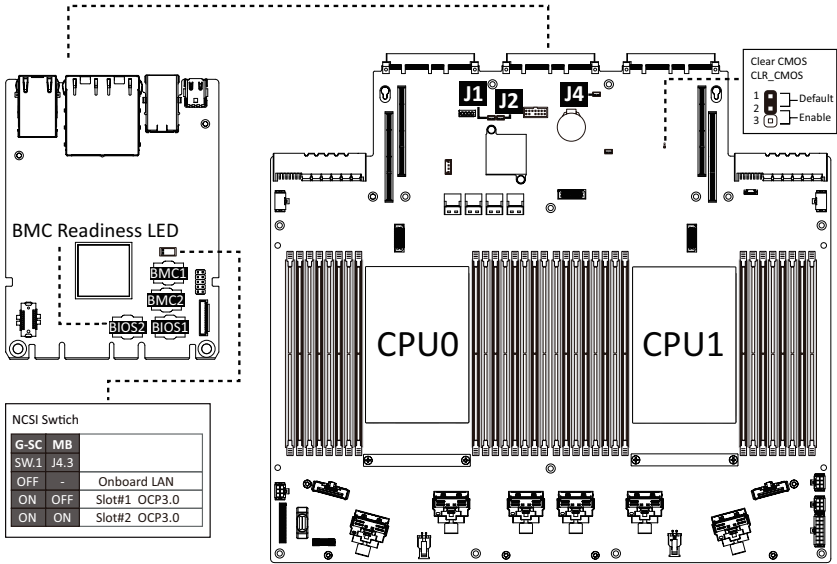 J1
J2
J4
Clear CMOS
CLR_CMOS
1
2
3
Default
Enable
BMC Readiness LED
BMC1
BMC2
BIOS2
BIOS1
CPU0
CPU1
NCSI Swtich
G-SC MB
SW.1 J4.3
OFF - Onboard LAN
ON OFF Slot#1 OCP3.0
ON ON Slot#2 OCP3.0